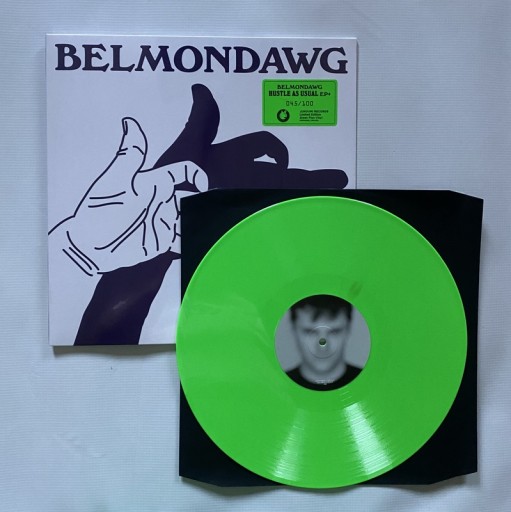 BELMONDAWG
BELMONDAWG
HUSTLE AS USUAL
045/100